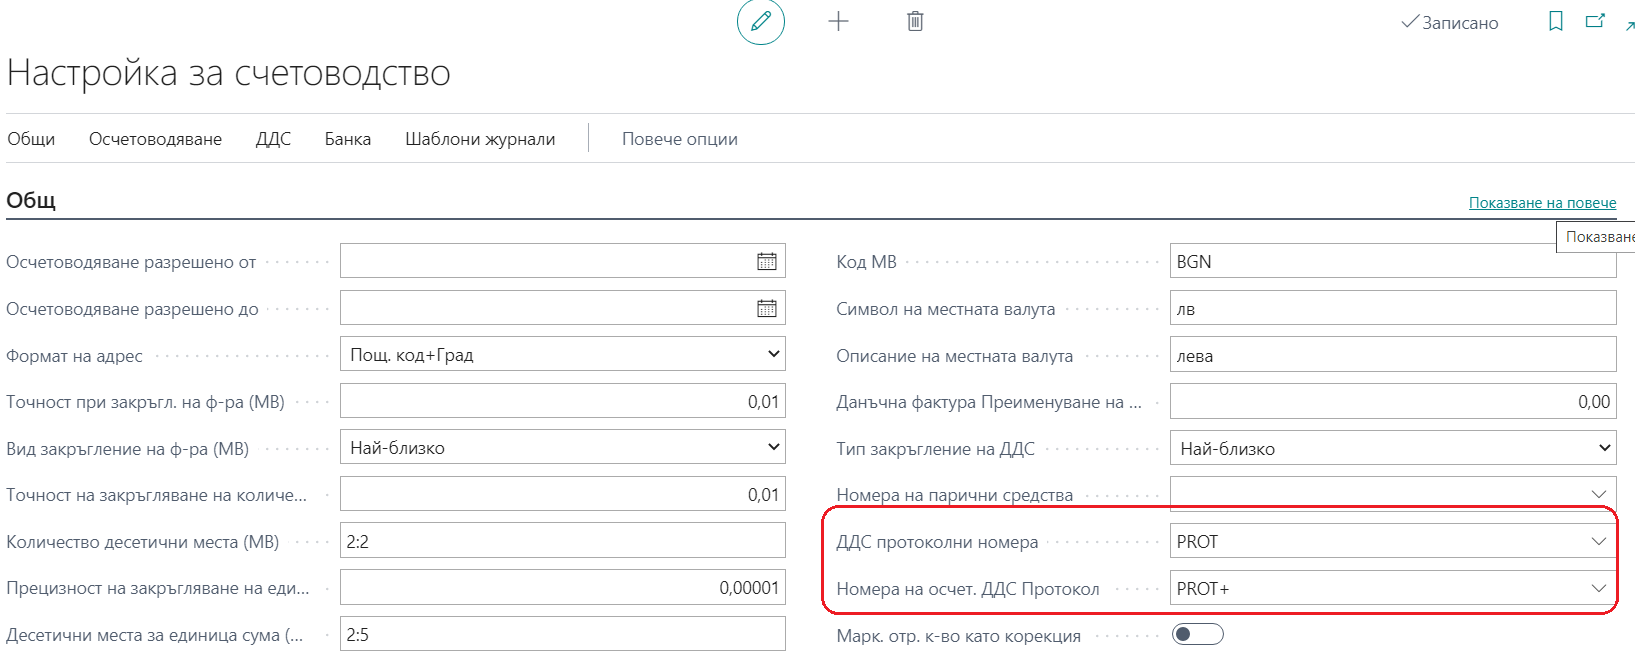 Записано
Настройка за счетоводство
Общи Осчетоводяване ДДС Банка Шаблони журнали Повече опции
Общ
Показване на повече
Показване
Осчетоводяване разрешено от
Осчетоводяване разрешено до
Формат на адрес Пощ. код+Град
Точност при закръгл. на ф-ра (МВ) 0,01
Вид закръгление на ф-ра (МВ) Най-близко
Точност на закръгляване на количе... 0,01
Количество десетични места (МВ) 2:2
Прецизност на закръгляване на еди... 0,00001
Десетични места за единица сума (... 2:5
Код МВ BGN
Символ на местната валута лв
Описание на местната валута лева
Данъчна фактура Преименуване на ... 0,00
Тип закръгление на ДДС Най-близко
Номера на парични средства
ДДС протоколни номера PROT
Номера на осчет. ДДС Протокол PROT+
Марк. отр. к-во като корекция